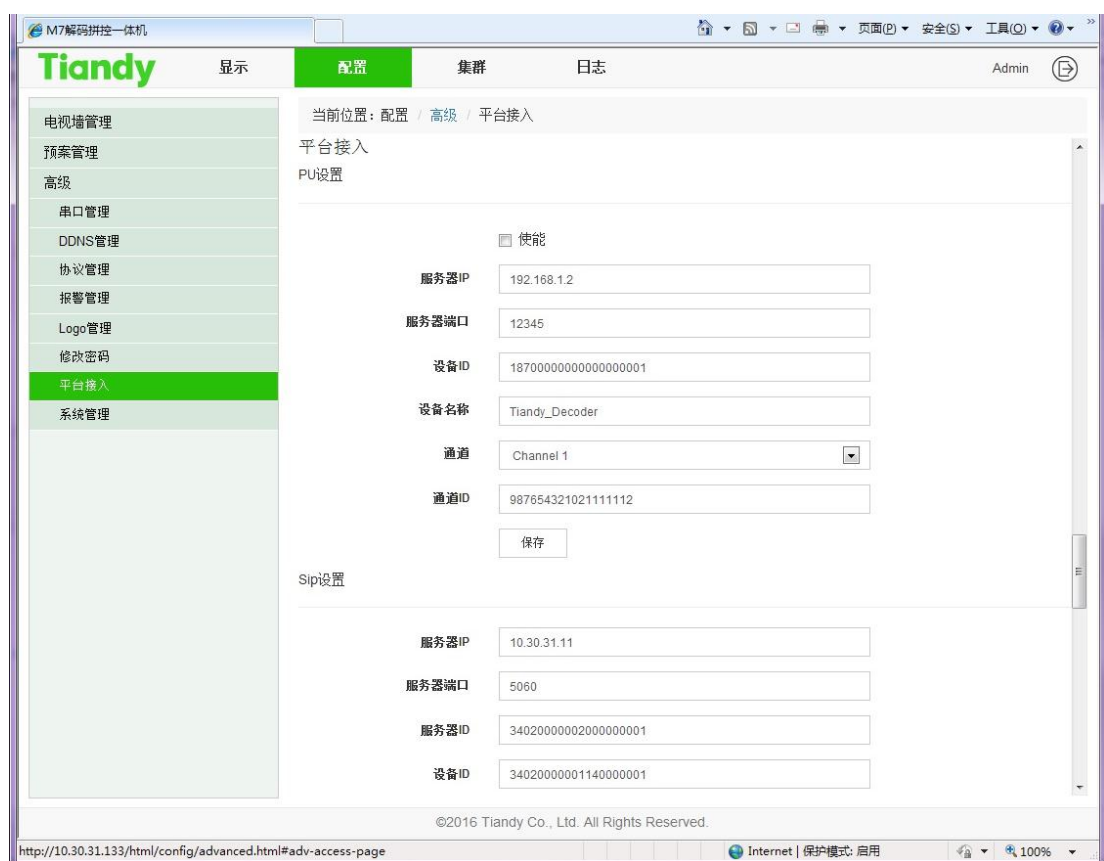 M7解码拼控一体机
页面(P) 安全(S) 工具(O)
Tiandy 显示 配置 集群 日志 Admin
电视墙管理
预案管理
高级
串口管理
DDNS管理
协议管理
报警管理
Logo管理
修改密码
平台接入
系统管理
当前位置：配置 / 高级 / 平台接入
平台接入
PU设置
使能
服务器IP 192.168.1.2
服务器端口 12345
设备ID 18700000000000000001
设备名称 Tiandy_Decoder
通道 Channel 1
通道ID 987654321021111112
保存
Sip设置
服务器IP 10.30.31.11
服务器端口 5060
服务器ID 34020000002000000001
设备ID 34020000001140000001
©2016 Tiandy Co., Ltd. All Rights Reserved.
http://10.30.31.133/html/config/advanced.html#adv-access-page Internet | 保护模式: 启用 100%